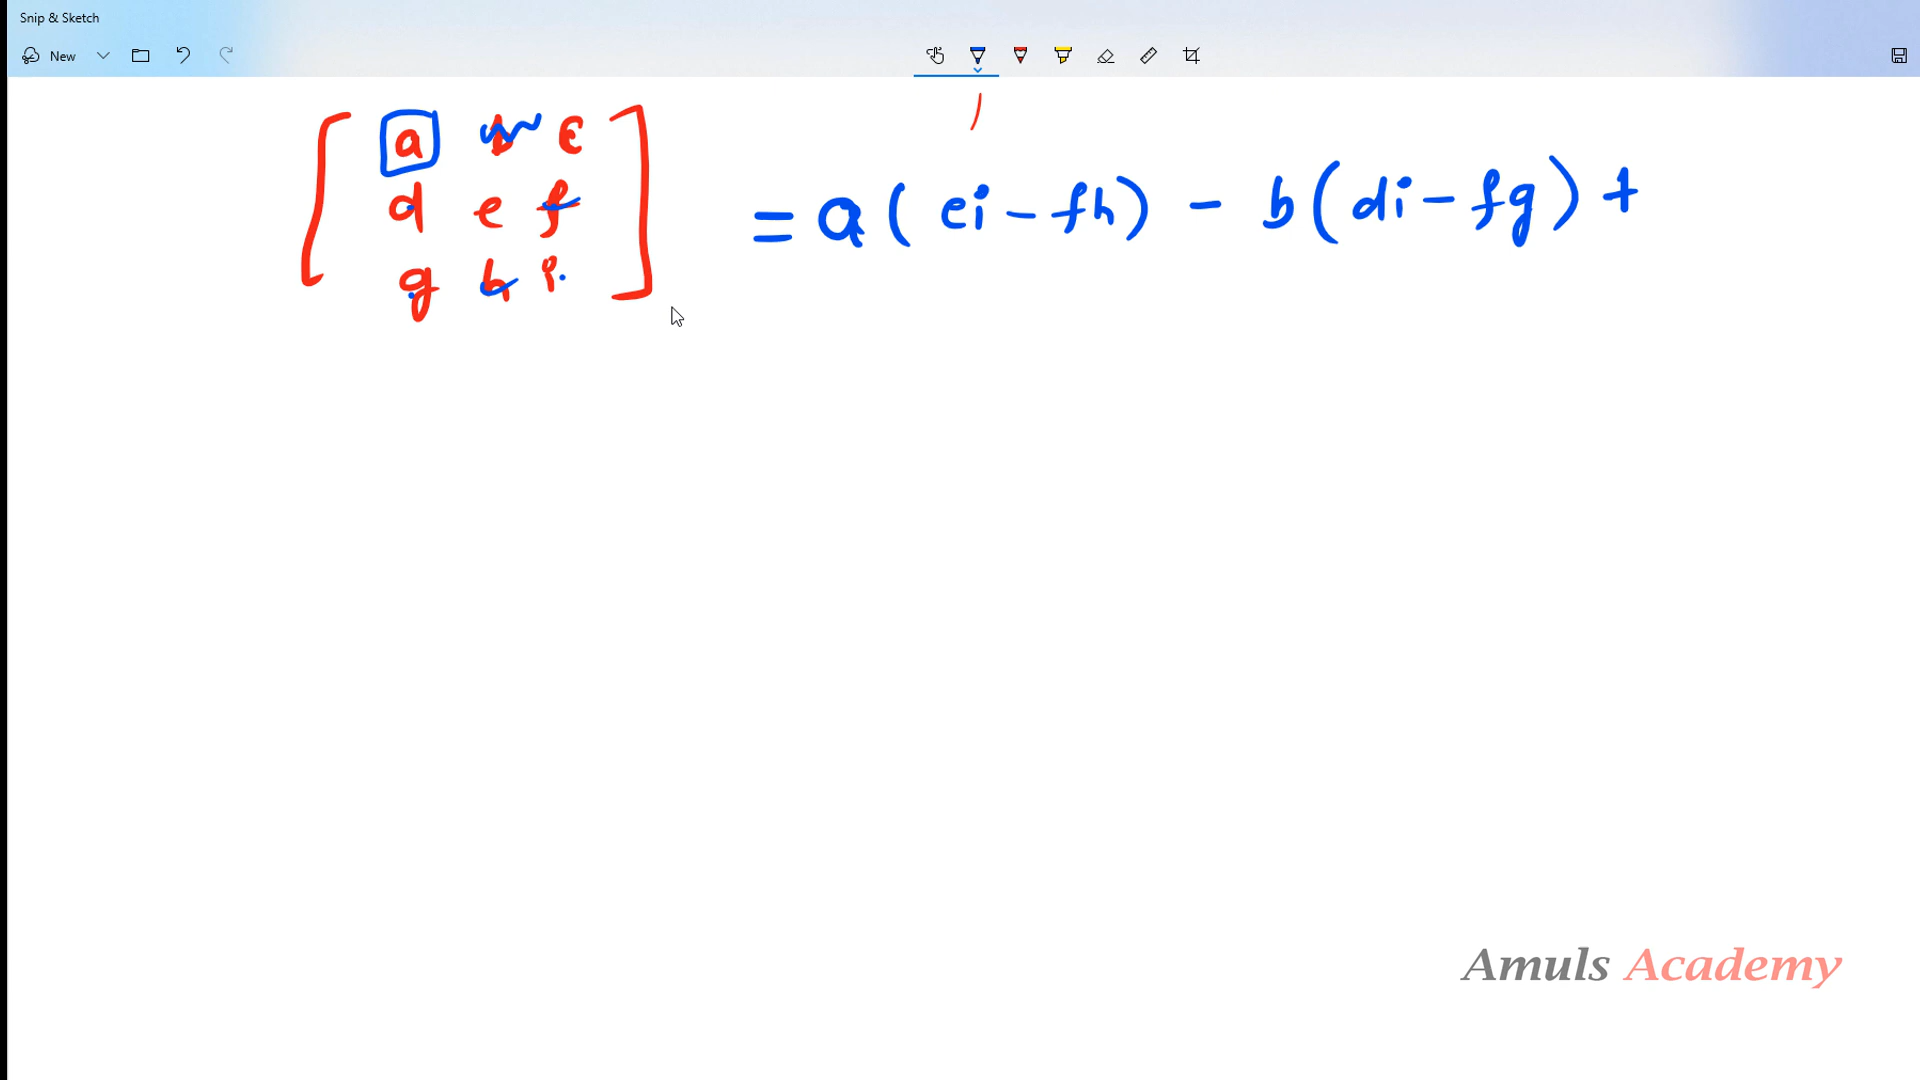 Snip & Sketch
New
[ a b c
d e f
g h i ]
= a ( ei - fh ) - b ( di - fg ) +
Amuls Academy